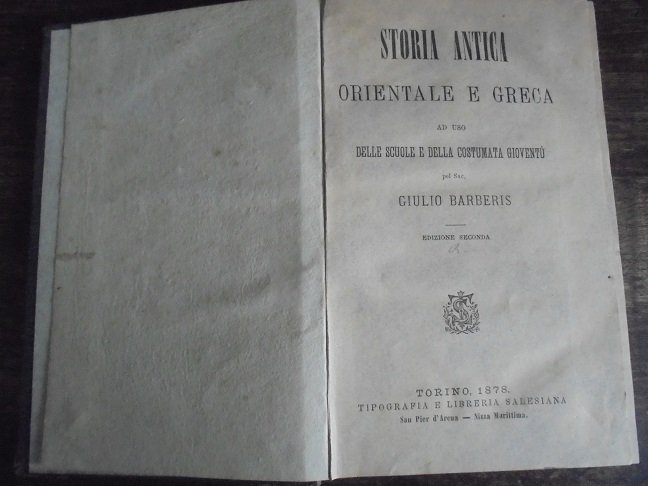 STORIA ANTICA
ORIENTALE E GRECA
AD USO
DELLE SCUOLE E DELLA COSTUMATA GIOVENTÙ
pel Sac.
GIULIO BARBERIS
EDIZIONE SECONDA
TORINO, 1878.
TIPOGRAFIA E LIBRERIA SALESIANA
San Pier d'Arena — Nizza Marittima.